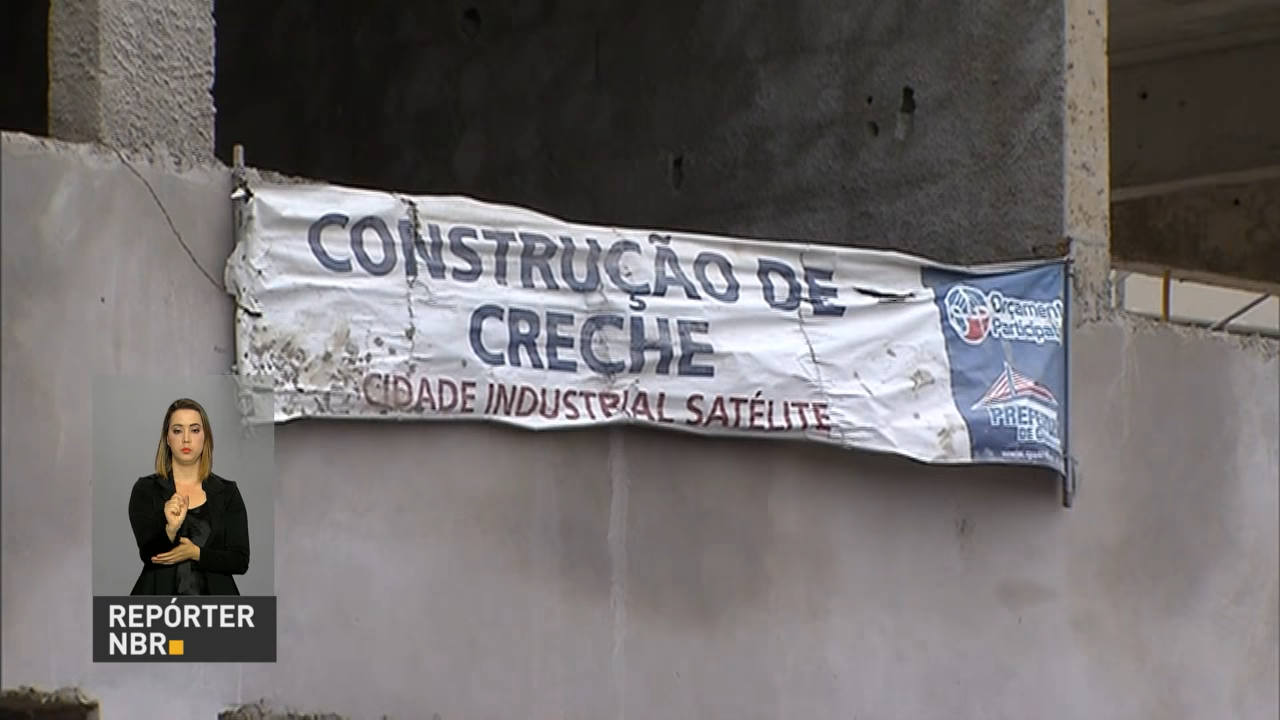 CONSTRUÇÃO DE
CRECHE
CIDADE INDUSTRIAL SATÉLITE
REPÓRTER
NBR